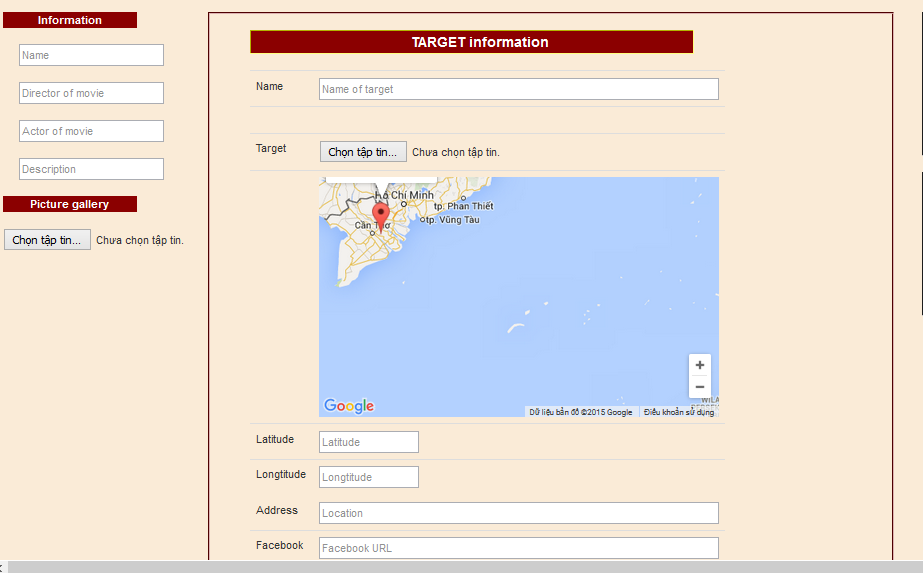 Information
Name
Director of movie
Actor of movie
Description
Picture gallery
Chọn tập tin... Chưa chọn tập tin.
TARGET information
Name Name of target
Target Chọn tập tin... Chưa chọn tập tin.
Hồ Chí Minh
tp. Phan Thiết
tp. Vũng Tàu
Cần Thơ
+
−
Google
Dữ liệu bản đồ ©2015 Google Điều khoản sử dụng
Latitude Latitude
Longtitude Longtitude
Address Location
Facebook Facebook URL